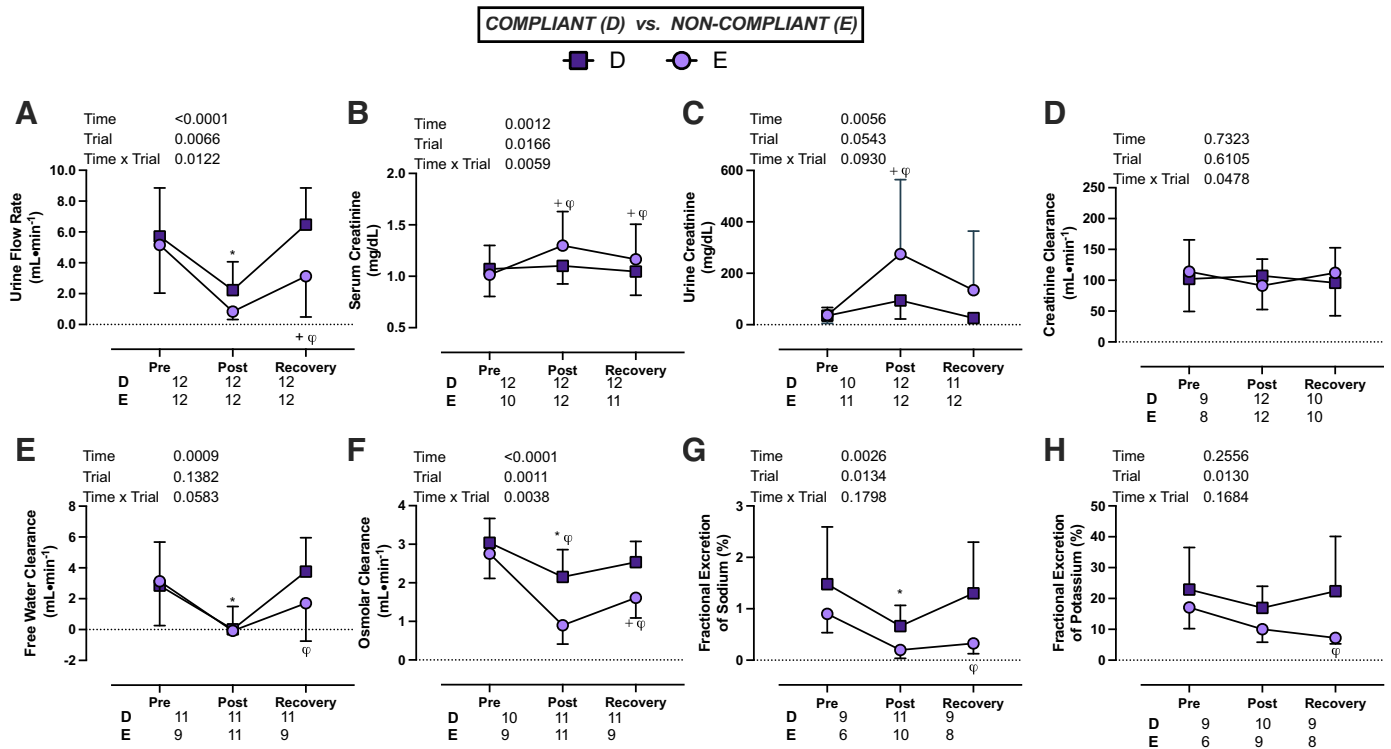 COMPLIANT (D) vs. NON-COMPLIANT (E)
D E
A
Time <0.0001
Trial 0.0066
Time x Trial 0.0122
Urine Flow Rate
(mL•min-1)
10.0
8.0
6.0
4.0
2.0
0.0
*
+ φ
Pre Post Recovery
D 12 12 12
E 12 12 12
B
Time 0.0012
Trial 0.0166
Time x Trial 0.0059
Serum Creatinine
(mg/dL)
2.0
1.5
1.0
0.5
+ φ
+ φ
Pre Post Recovery
D 12 12 12
E 10 12 11
C
Time 0.0056
Trial 0.0543
Time x Trial 0.0930
Urine Creatinine
(mg/dL)
600
400
200
0
+ φ
Pre Post Recovery
D 10 12 11
E 11 12 12
D
Time 0.7323
Trial 0.6105
Time x Trial 0.0478
Creatinine Clearance
(mL•min-1)
250
200
150
100
50
0
Pre Post Recovery
D 9 12 10
E 8 12 10
E
Time 0.0009
Trial 0.1382
Time x Trial 0.0583
Free Water Clearance
(mL•min-1)
8
6
4
2
0
-2
*
φ
Pre Post Recovery
D 11 11 11
E 9 11 9
F
Time <0.0001
Trial 0.0011
Time x Trial 0.0038
Osmolar Clearance
(mL•min-1)
4
3
2
1
0
* φ
+ φ
Pre Post Recovery
D 10 11 11
E 9 11 9
G
Time 0.0026
Trial 0.0134
Time x Trial 0.1798
Fractional Excretion
of Sodium (%)
3
2
1
0
*
φ
Pre Post Recovery
D 9 11 9
E 6 10 8
H
Time 0.2556
Trial 0.0130
Time x Trial 0.1684
Fractional Excretion
of Potassium (%)
50
40
30
20
10
0
φ
Pre Post Recovery
D 9 10 9
E 6 9 8